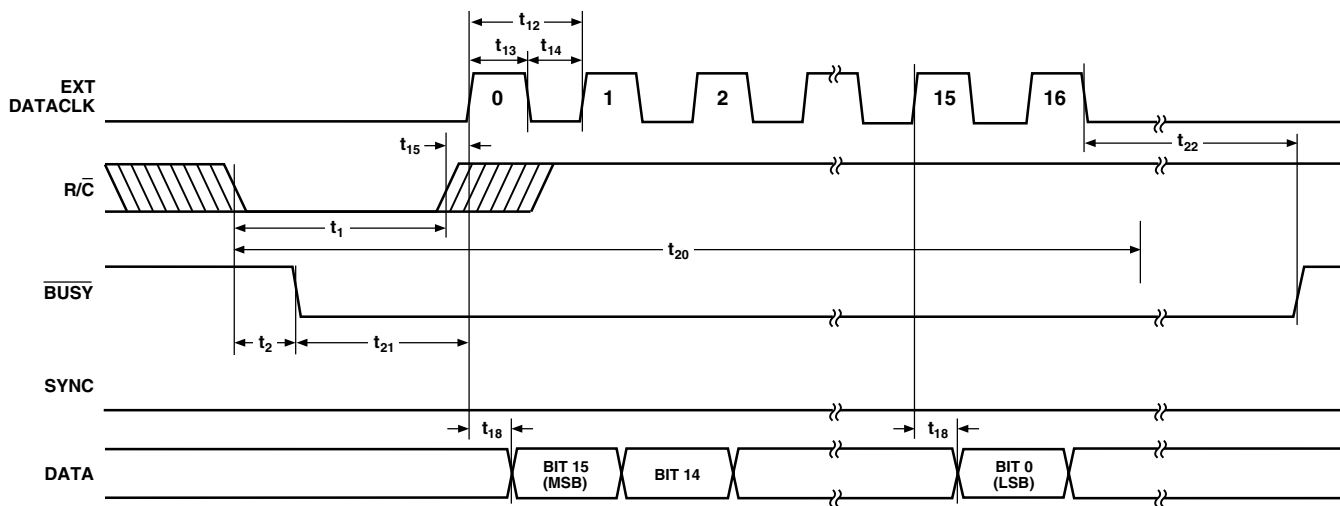 t12
t13 t14
EXT
DATACLK
0 1 2 15 16
t15
t22
R/C̅
t1
t20
B̅U̅S̅Y̅
t2 t21
SYNC
t18 t18
DATA
BIT 15
(MSB)
BIT 14
BIT 0
(LSB)